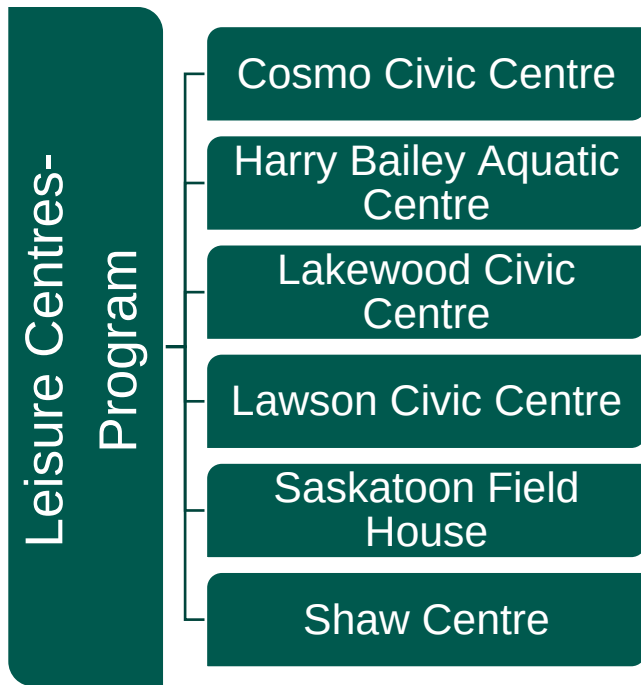 Leisure Centres-
Program
Cosmo Civic Centre
Harry Bailey Aquatic
Centre
Lakewood Civic
Centre
Lawson Civic Centre
Saskatoon Field
House
Shaw Centre